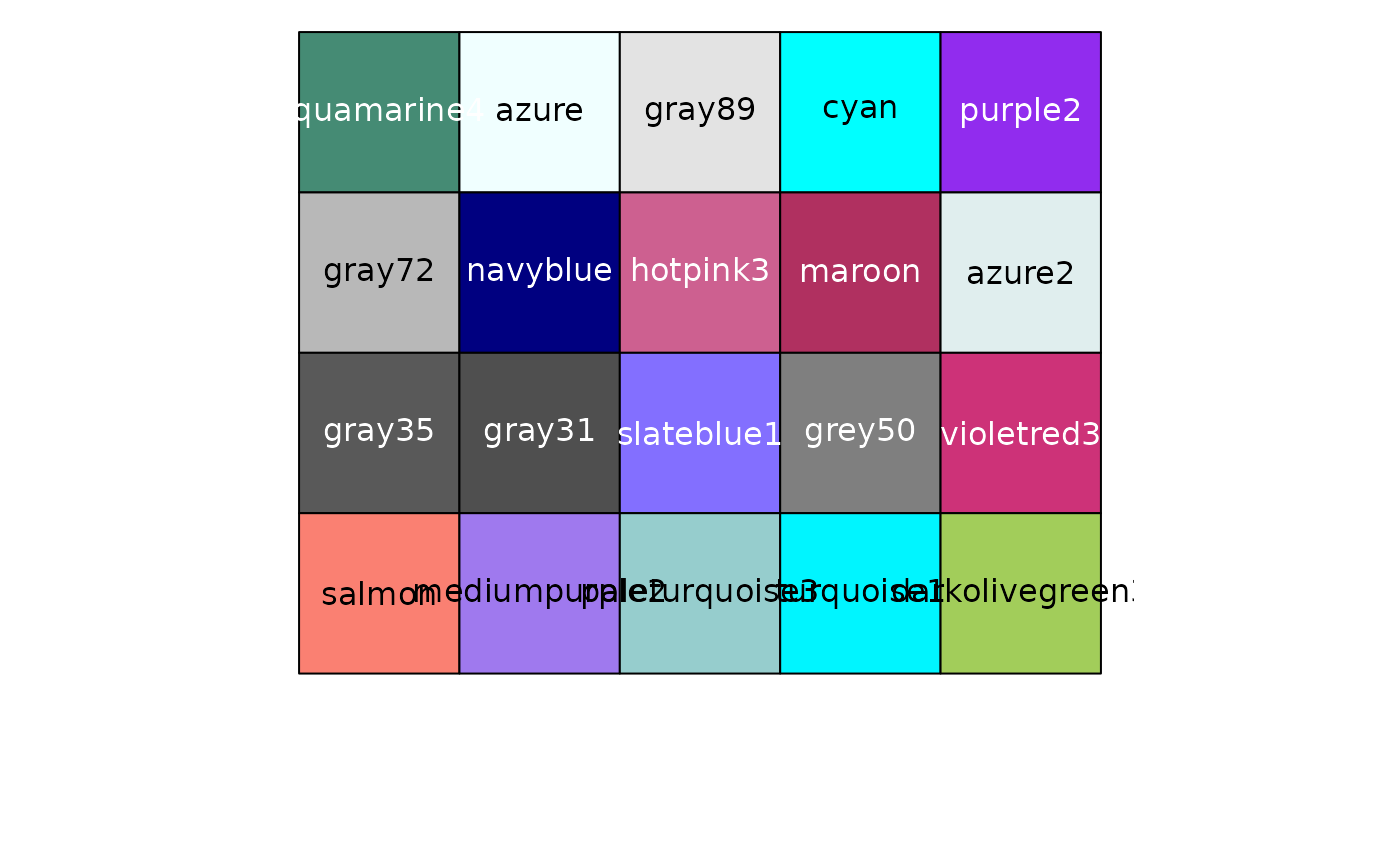 quamarine4 azure gray89 cyan purple2
gray72 navyblue hotpink3 maroon azure2
gray35 gray31 slateblue1 grey50 violetred3
salmon mediumpurple2 paleturquoise3 turquoise1 darkolivegreen3